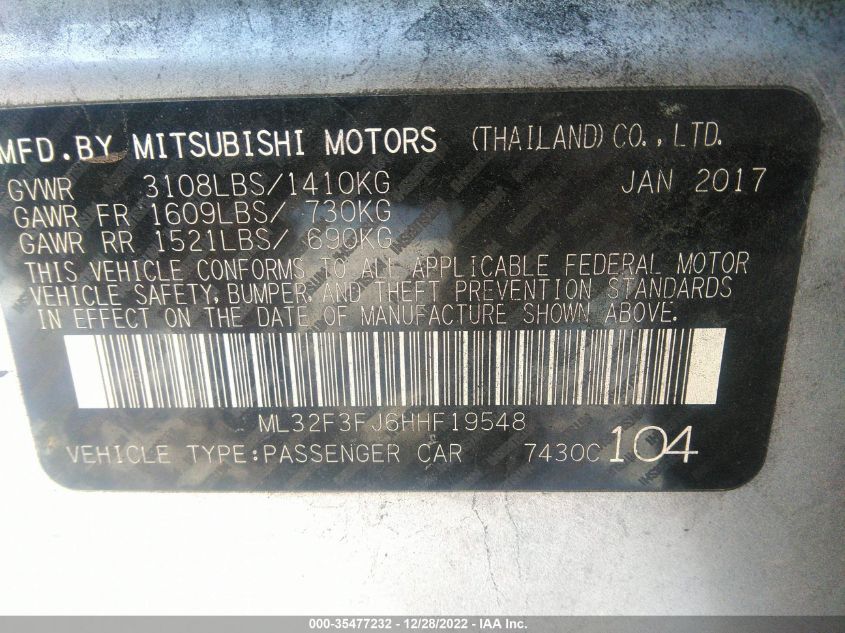 MFD.BY MITSUBISHI MOTORS (THAILAND)CO.,LTD.
GVWR 3108LBS/1410KG JAN 2017
GAWR FR 1609LBS/ 730KG
GAWR RR 1521LBS/ 690KG
THIS VEHICLE CONFORMS TO ALL APPLICABLE FEDERAL MOTOR
VEHICLE SAFETY,BUMPER,AND THEFT PREVENTION STANDARDS
IN EFFECT ON THE DATE OF MANUFACTURE SHOWN ABOVE.
ML32F3FJ6HHF19548
VEHICLE TYPE:PASSENGER CAR 7430C 104
000-35477232 - 12/28/2022 - IAA Inc.